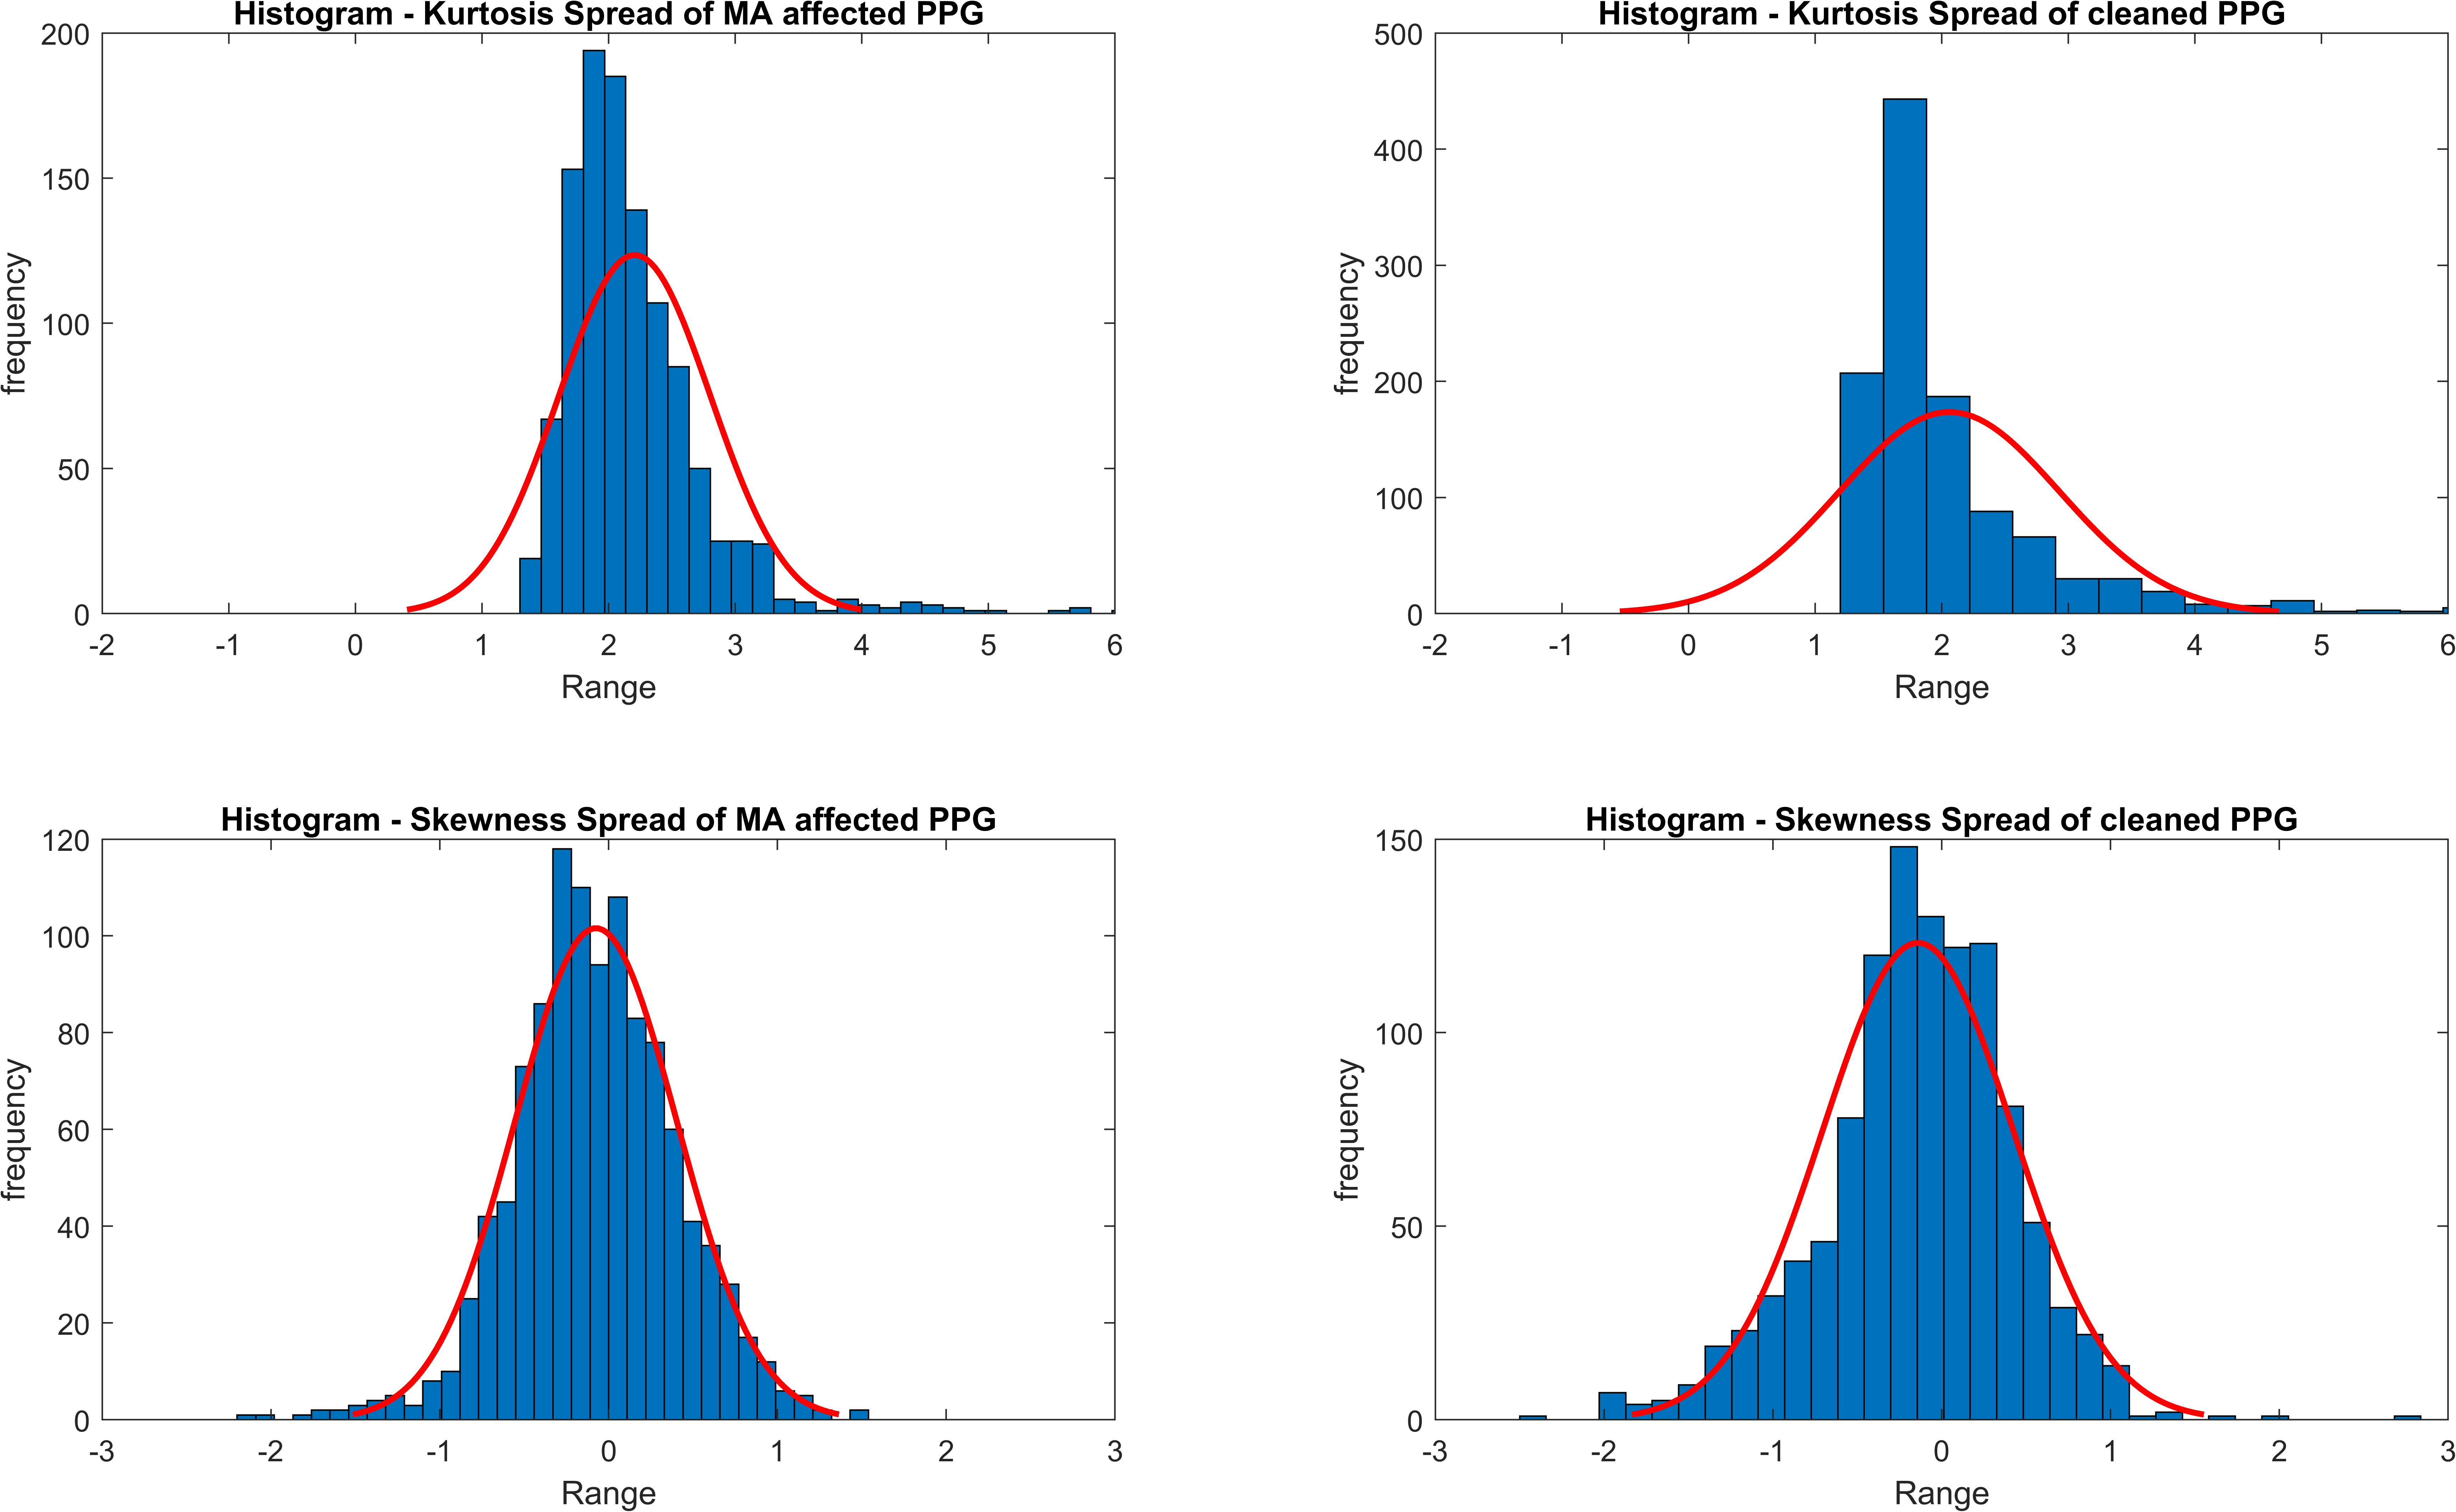 Histogram - Kurtosis Spread of MA affected PPG
200
150
100
50
0
frequency
-2 -1 0 1 2 3 4 5 6
Range
Histogram - Kurtosis Spread of cleaned PPG
500
400
300
200
100
0
frequency
-2 -1 0 1 2 3 4 5 6
Range
Histogram - Skewness Spread of MA affected PPG
120
100
80
60
40
20
0
frequency
-3 -2 -1 0 1 2 3
Range
Histogram - Skewness Spread of cleaned PPG
150
100
50
0
frequency
-3 -2 -1 0 1 2 3
Range